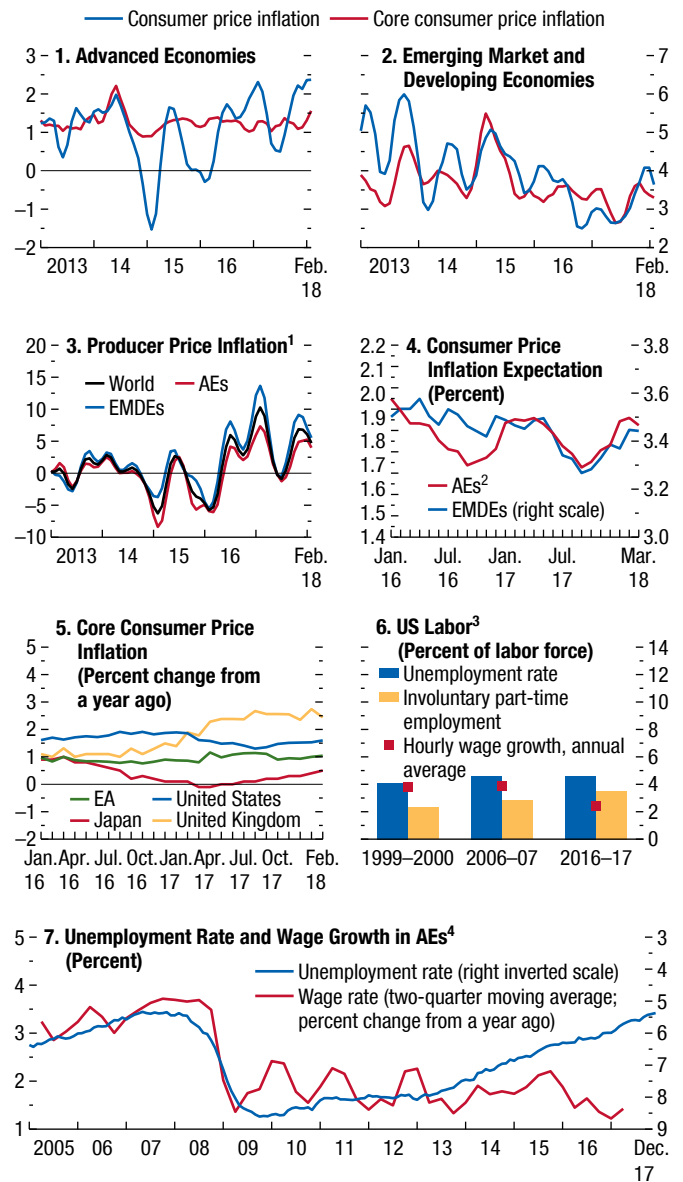 Consumer price inflation Core consumer price inflation
1. Advanced Economies
3
2
1
0
–1
–2
2013 14 15 16 Feb.
18
2. Emerging Market and
Developing Economies
7
6
5
4
3
2
2013 14 15 16 Feb.
18
3. Producer Price Inflation1
World AEs
EMDEs
20
15
10
5
0
–5
–10
2013 14 15 16 Feb.
18
4. Consumer Price
Inflation Expectation
(Percent)
2.2
2.1
2.0
1.9
1.8
1.7
1.6
1.5
1.4
3.8
3.6
3.4
3.2
3.0
AEs2
EMDEs (right scale)
Jan. Jul. Jan. Jul. Mar.
16 16 17 17 18
5. Core Consumer Price
Inflation
(Percent change from
a year ago)
5
4
3
2
1
0
–1
–2
EA United States
Japan United Kingdom
Jan. Apr. Jul. Oct. Jan. Apr. Jul. Oct. Feb.
16 16 16 16 17 17 17 17 18
6. US Labor3
(Percent of labor force)
Unemployment rate
Involuntary part-time
employment
Hourly wage growth, annual
average
14
12
10
8
6
4
2
0
1999–2000 2006–07 2016–17
7. Unemployment Rate and Wage Growth in AEs4
(Percent)
Unemployment rate (right inverted scale)
Wage rate (two-quarter moving average;
percent change from a year ago)
5
4
3
2
1
3
4
5
6
7
8
9
2005 06 07 08 09 10 11 12 13 14 15 16 Dec.
17